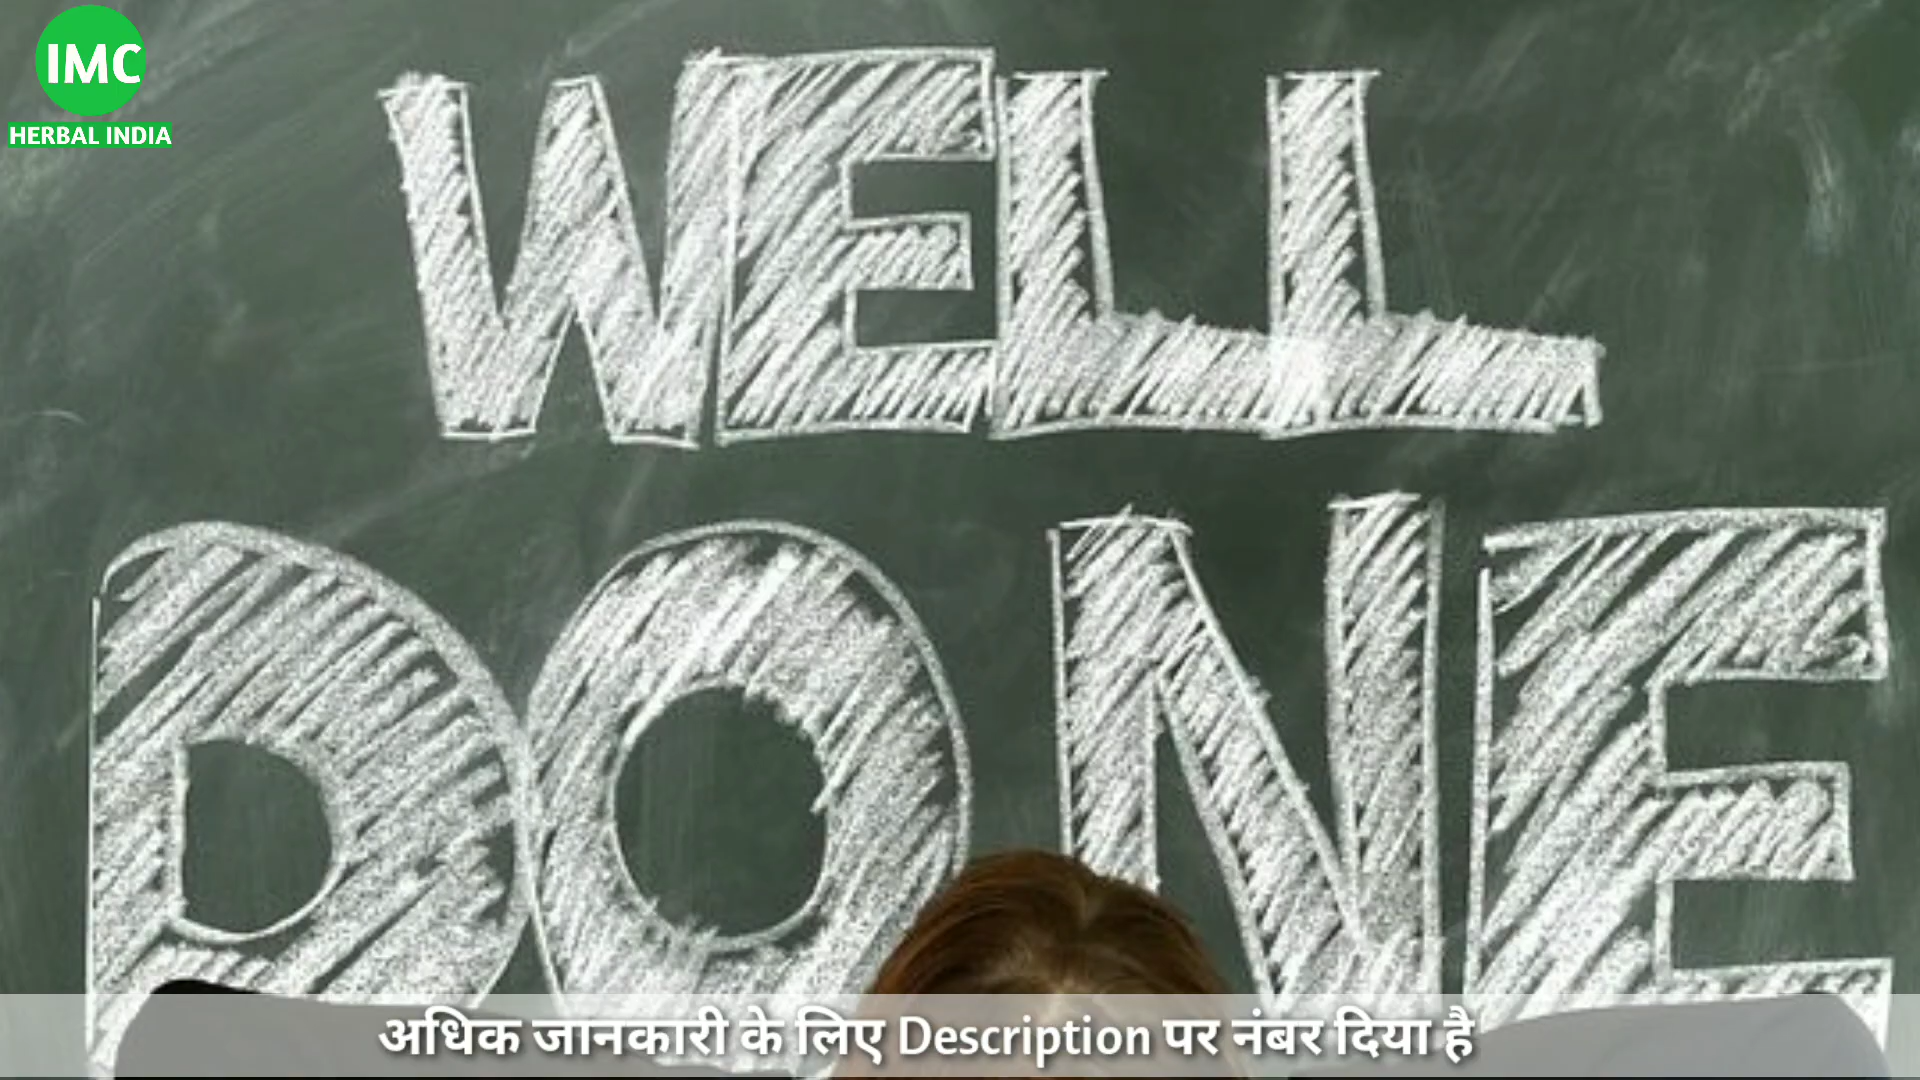 IMC
HERBAL INDIA
WELL
DONE
अधिक जानकारी के लिए Description पर नंबर दिया है